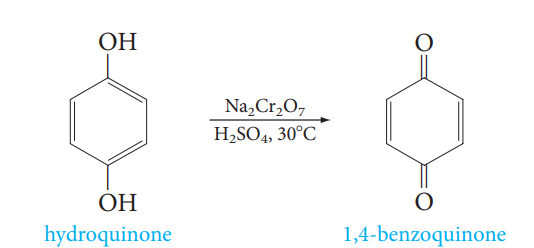 OH
O
Na₂Cr₂O₇
H₂SO₄, 30°C
OH
O
hydroquinone
1,4-benzoquinone